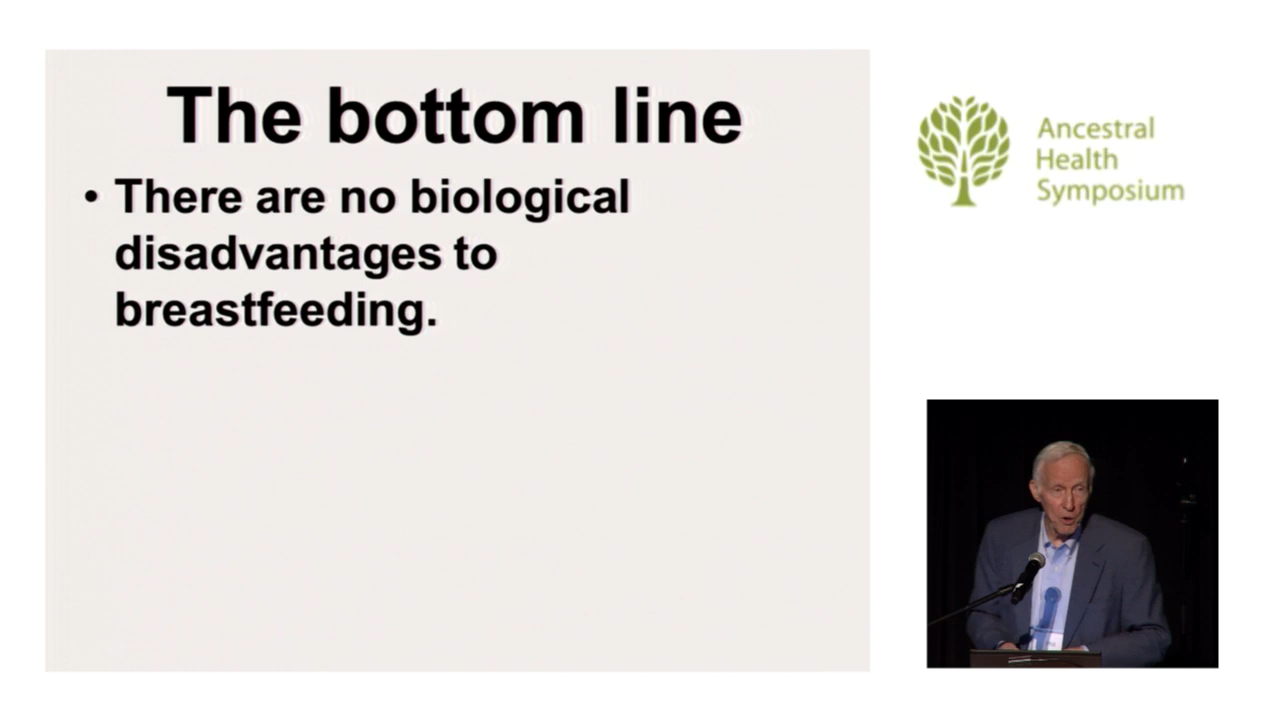 The bottom line
• There are no biological
disadvantages to
breastfeeding.
Ancestral
Health
Symposium